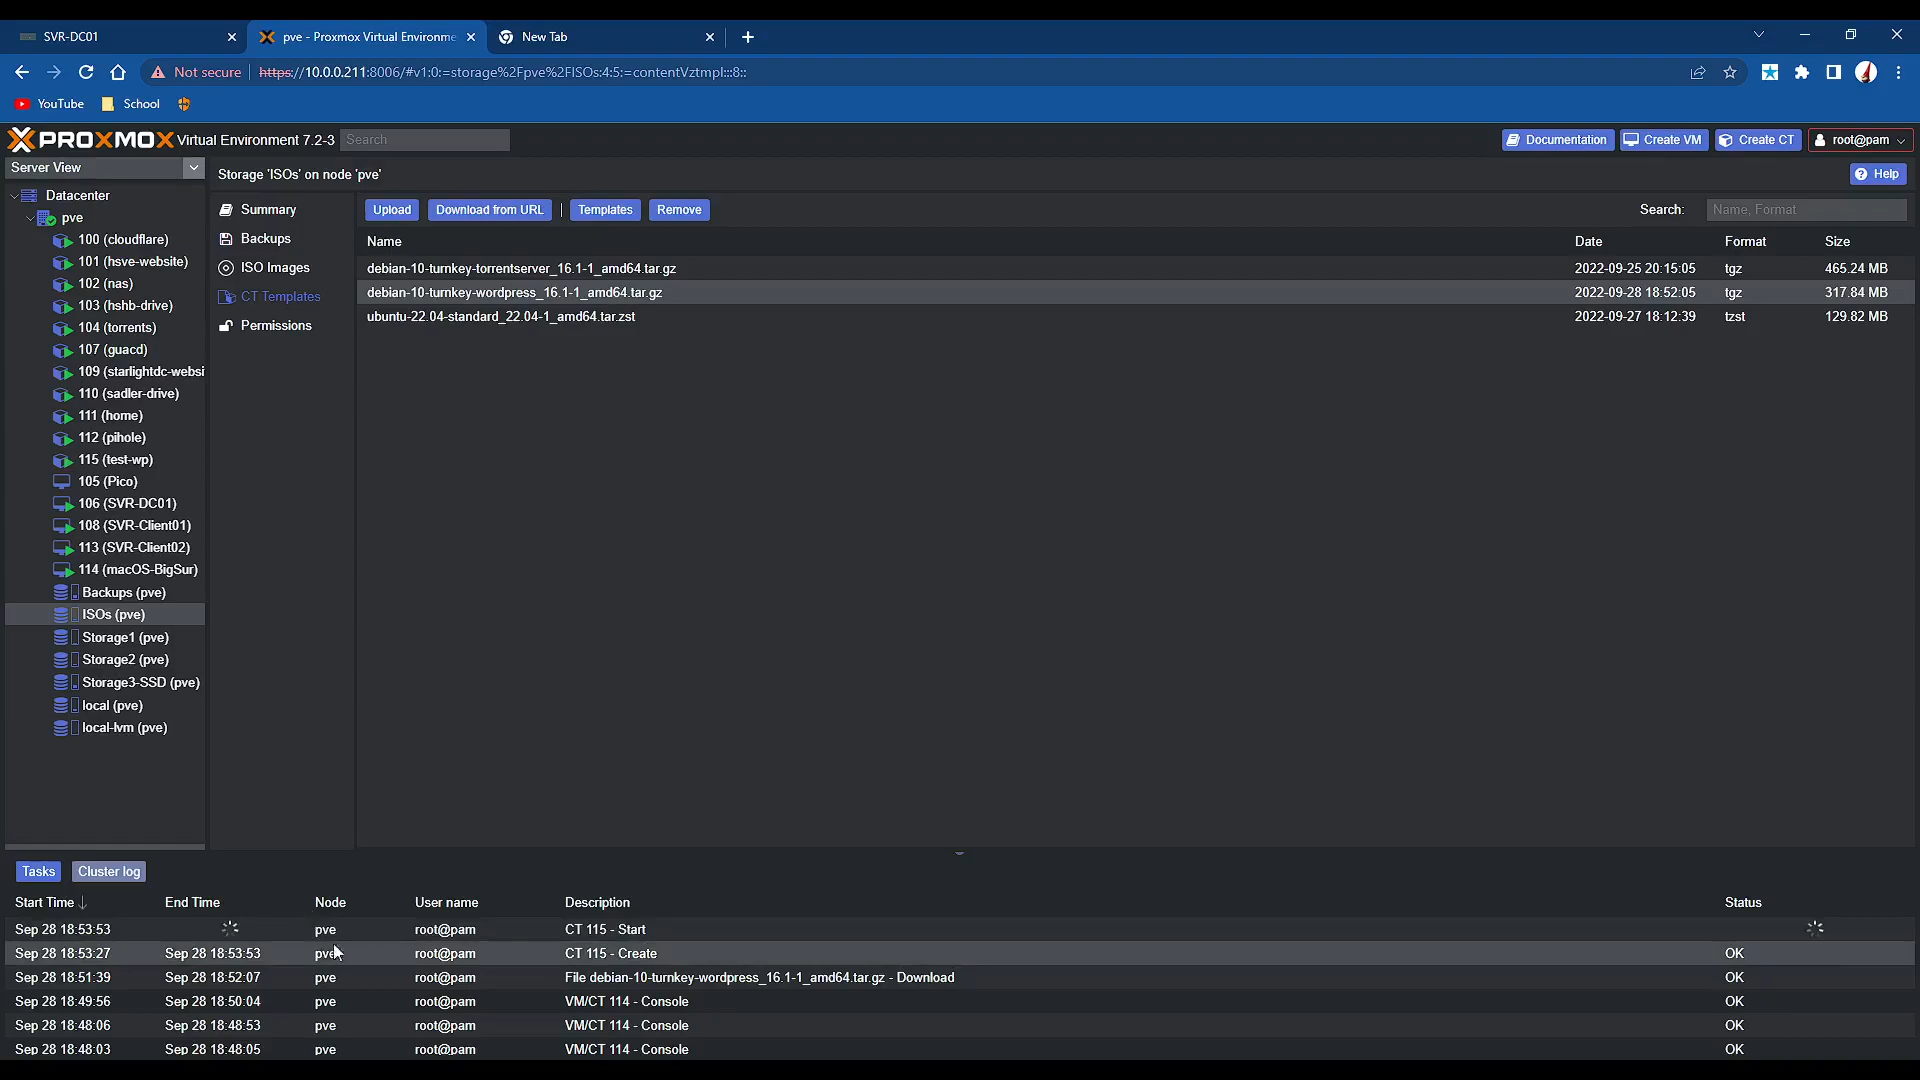 SVR-DC01
pve - Proxmox Virtual Environme
New Tab
Not secure https://10.0.0.211:8006/#v1:0:=storage%2Fpve%2FISOs:4:5:=contentVztmpl:::8::
YouTube School
PROXMOX Virtual Environment 7.2-3 Search
Documentation Create VM Create CT root@pam
Server View
Storage 'ISOs' on node 'pve'
Help
Datacenter
pve
100 (cloudflare)
101 (hsve-website)
102 (nas)
103 (hshb-drive)
104 (torrents)
107 (guacd)
109 (starlightdc-websi
110 (sadler-drive)
111 (home)
112 (pihole)
115 (test-wp)
105 (Pico)
106 (SVR-DC01)
108 (SVR-Client01)
113 (SVR-Client02)
114 (macOS-BigSur)
Backups (pve)
ISOs (pve)
Storage1 (pve)
Storage2 (pve)
Storage3-SSD (pve)
local (pve)
local-lvm (pve)
Summary
Backups
ISO Images
CT Templates
Permissions
Upload Download from URL Templates Remove Search: Name, Format
Name Date Format Size
debian-10-turnkey-torrentserver_16.1-1_amd64.tar.gz 2022-09-25 20:15:05 tgz 465.24 MB
debian-10-turnkey-wordpress_16.1-1_amd64.tar.gz 2022-09-28 18:52:05 tgz 317.84 MB
ubuntu-22.04-standard_22.04-1_amd64.tar.zst 2022-09-27 18:12:39 tzst 129.82 MB
Tasks Cluster log
Start Time End Time Node User name Description Status
Sep 28 18:53:53 pve root@pam CT 115 - Start
Sep 28 18:53:27 Sep 28 18:53:53 pve root@pam CT 115 - Create OK
Sep 28 18:51:39 Sep 28 18:52:07 pve root@pam File debian-10-turnkey-wordpress_16.1-1_amd64.tar.gz - Download OK
Sep 28 18:49:56 Sep 28 18:50:04 pve root@pam VM/CT 114 - Console OK
Sep 28 18:48:06 Sep 28 18:48:53 pve root@pam VM/CT 114 - Console OK
Sep 28 18:48:03 Sep 28 18:48:05 pve root@pam VM/CT 114 - Console OK